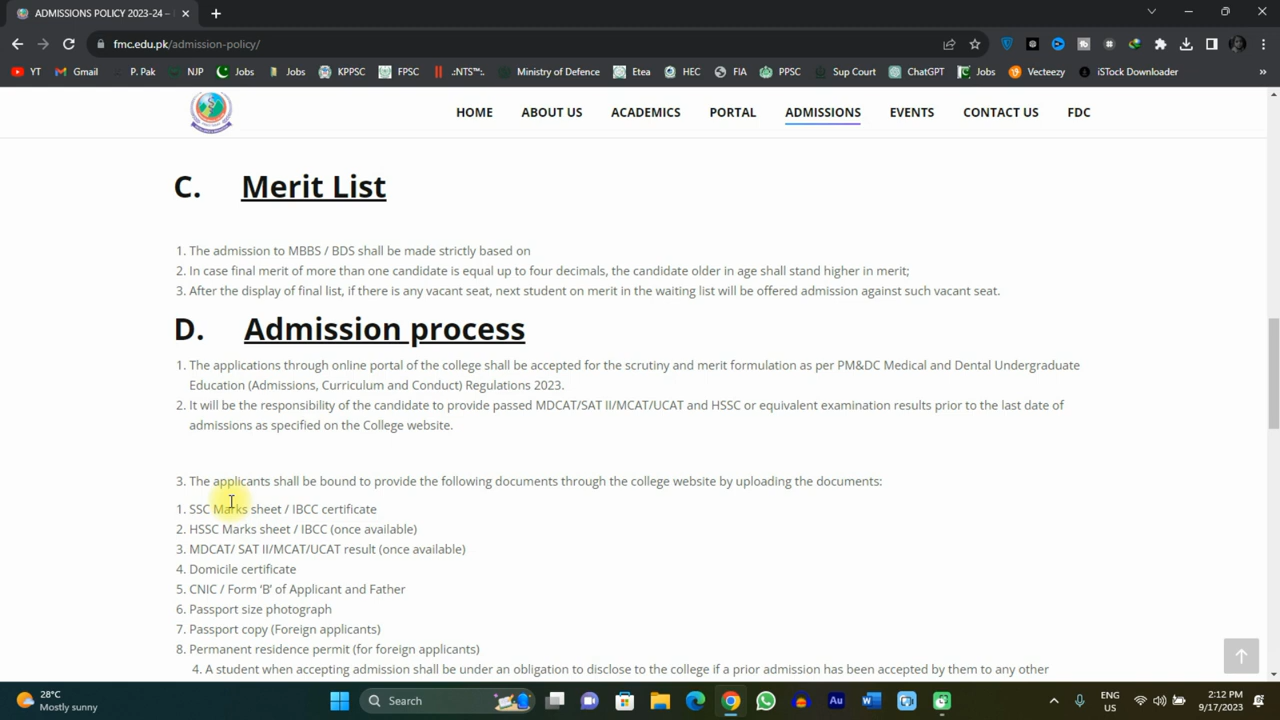 ADMISSIONS POLICY 2023-24 –
fmc.edu.pk/admission-policy/
YT Gmail P. Pak NJP Jobs Jobs KPPSC FPSC .:NTS™:. Ministry of Defence Etea HEC FIA PPSC Sup Court ChatGPT Jobs Vecteezy iSTock Downloader »
HOME ABOUT US ACADEMICS PORTAL ADMISSIONS EVENTS CONTACT US FDC
C. Merit List
1. The admission to MBBS / BDS shall be made strictly based on
2. In case final merit of more than one candidate is equal up to four decimals, the candidate older in age shall stand higher in merit;
3. After the display of final list, if there is any vacant seat, next student on merit in the waiting list will be offered admission against such vacant seat.
D. Admission process
1. The applications through online portal of the college shall be accepted for the scrutiny and merit formulation as per PM&DC Medical and Dental Undergraduate
Education (Admissions, Curriculum and Conduct) Regulations 2023.
2. It will be the responsibility of the candidate to provide passed MDCAT/SAT II/MCAT/UCAT and HSSC or equivalent examination results prior to the last date of
admissions as specified on the College website.
3. The applicants shall be bound to provide the following documents through the college website by uploading the documents:
1. SSC Marks sheet / IBCC certificate
2. HSSC Marks sheet / IBCC (once available)
3. MDCAT/ SAT II/MCAT/UCAT result (once available)
4. Domicile certificate
5. CNIC / Form ‘B’ of Applicant and Father
6. Passport size photograph
7. Passport copy (Foreign applicants)
8. Permanent residence permit (for foreign applicants)
4. A student when accepting admission shall be under an obligation to disclose to the college if a prior admission has been accepted by them to any other
28°C
Mostly sunny
Search
Au
ENG
US
2:12 PM
9/17/2023